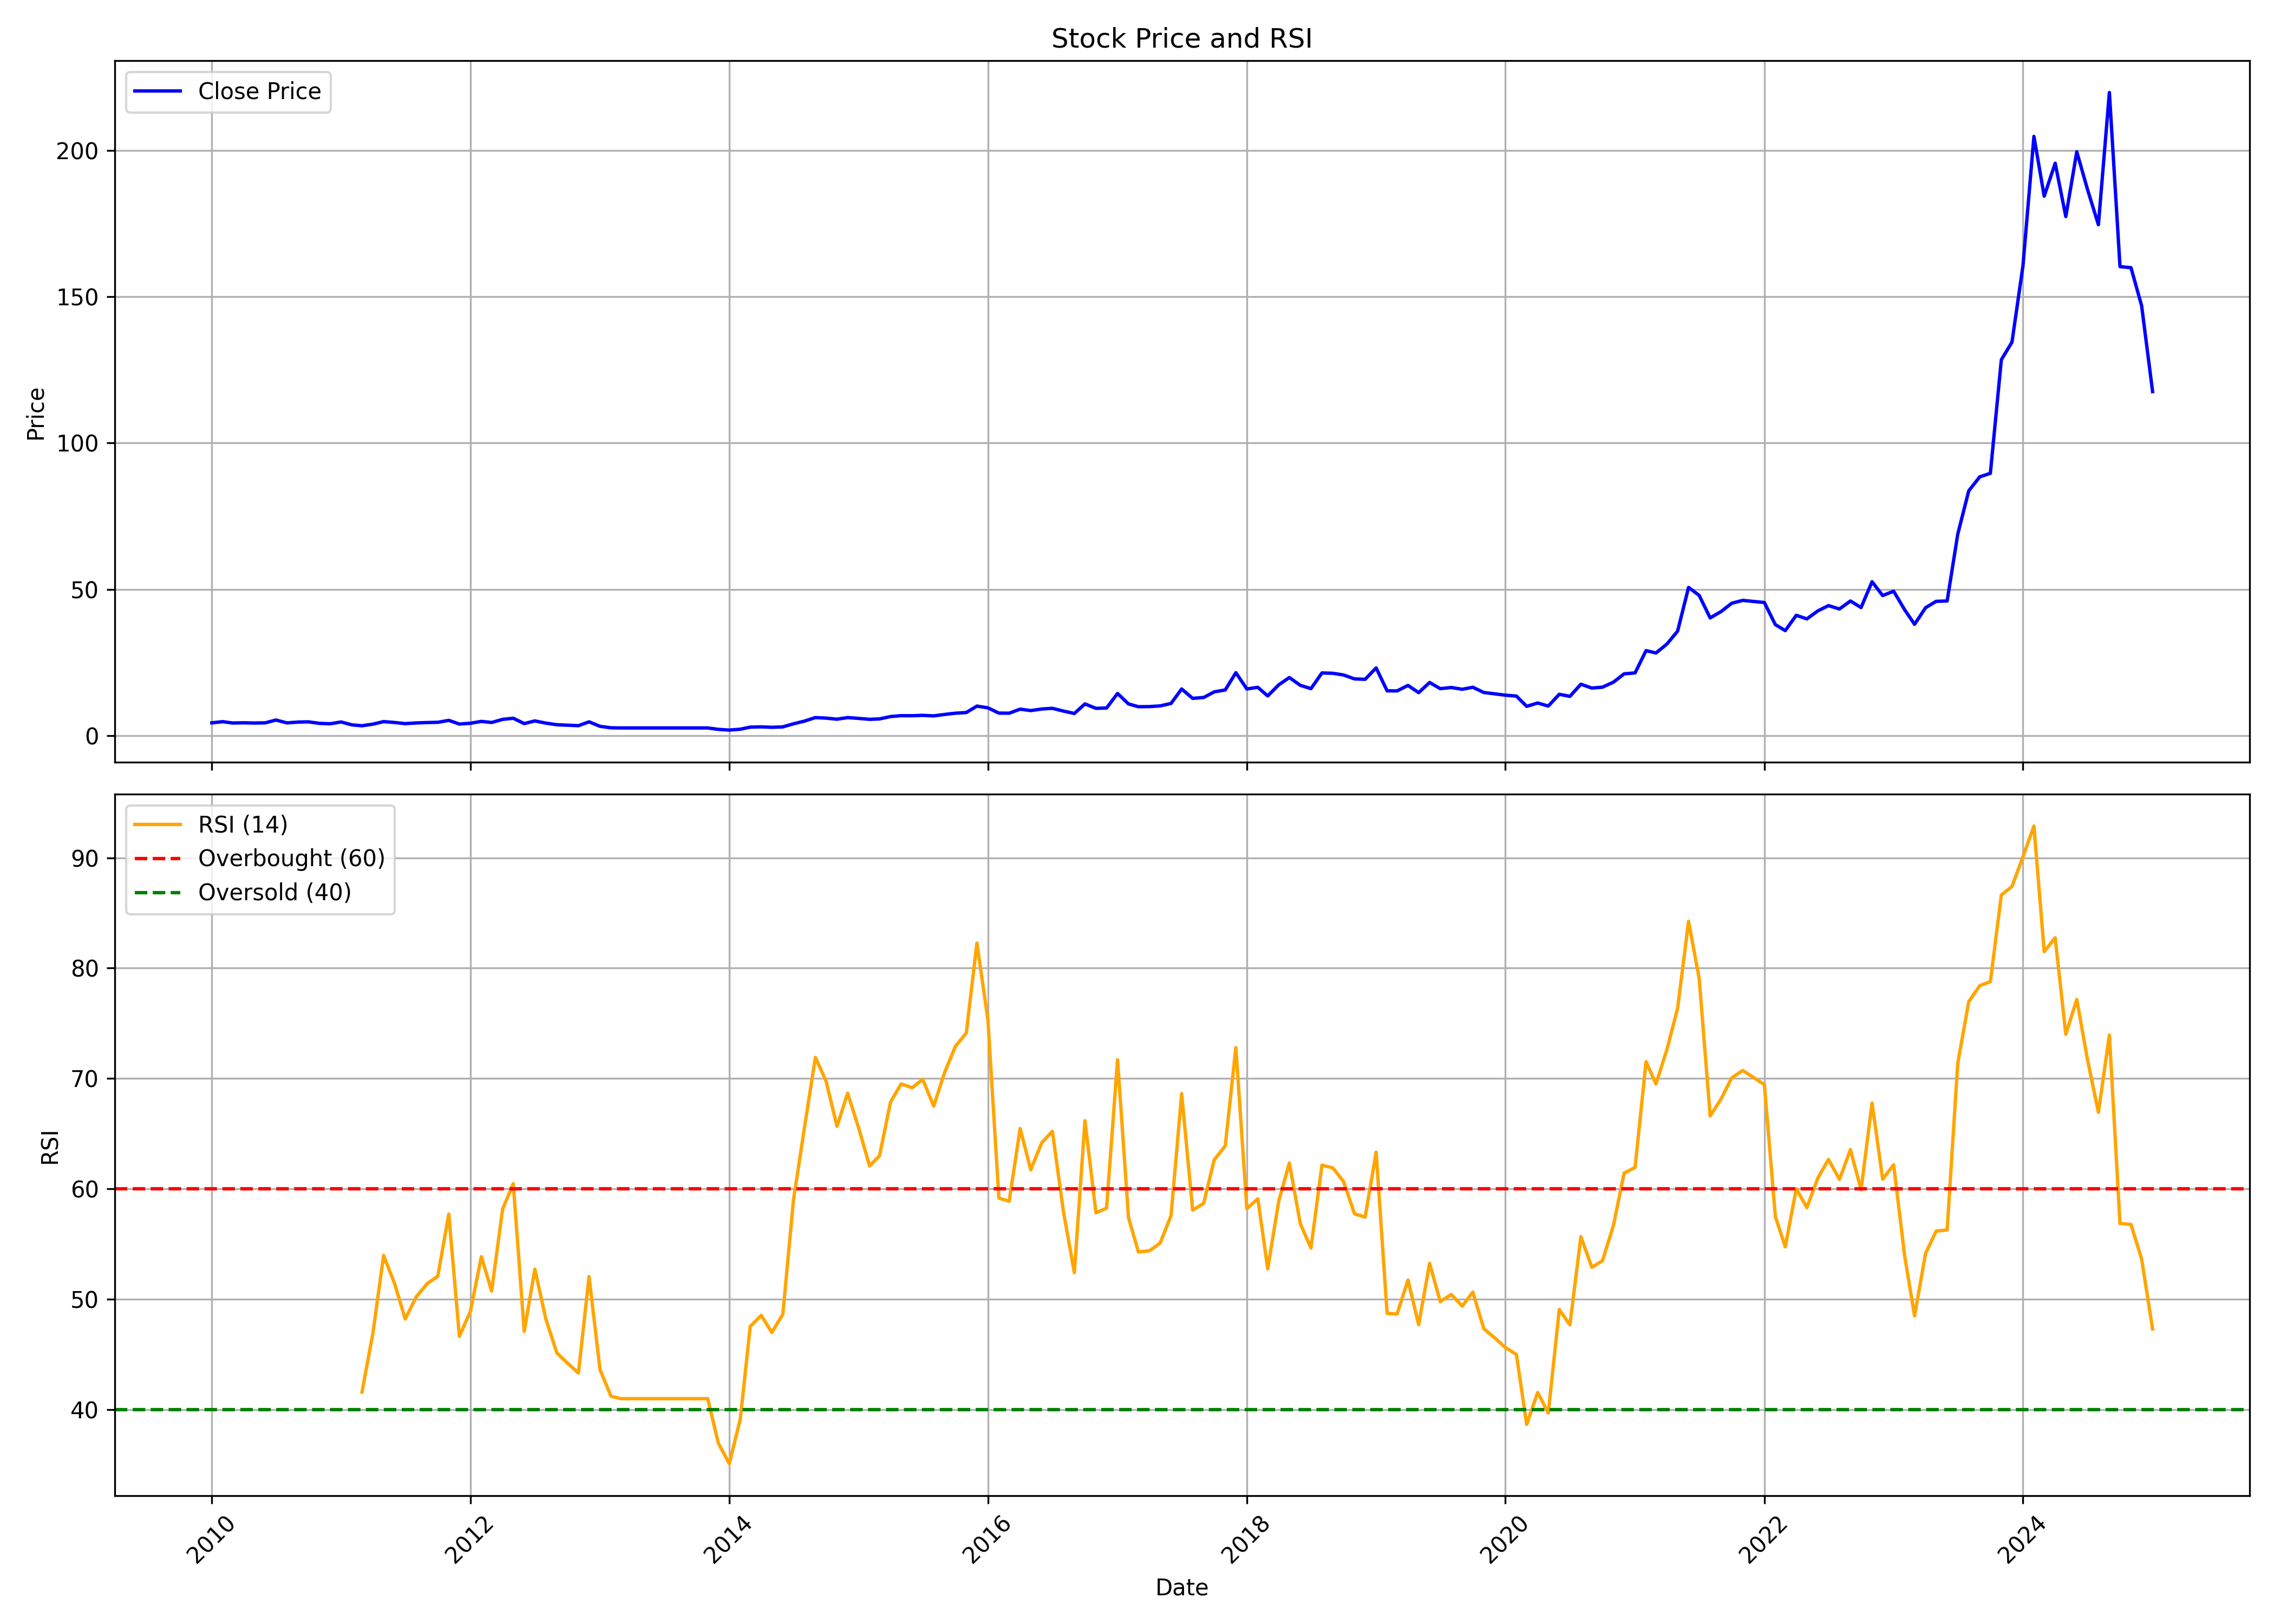 Stock Price and RSI
Close Price
Price
200
150
100
50
0
RSI (14)
Overbought (60)
Oversold (40)
RSI
90
80
70
60
50
40
2010
2012
2014
2016
2018
2020
2022
2024
Date